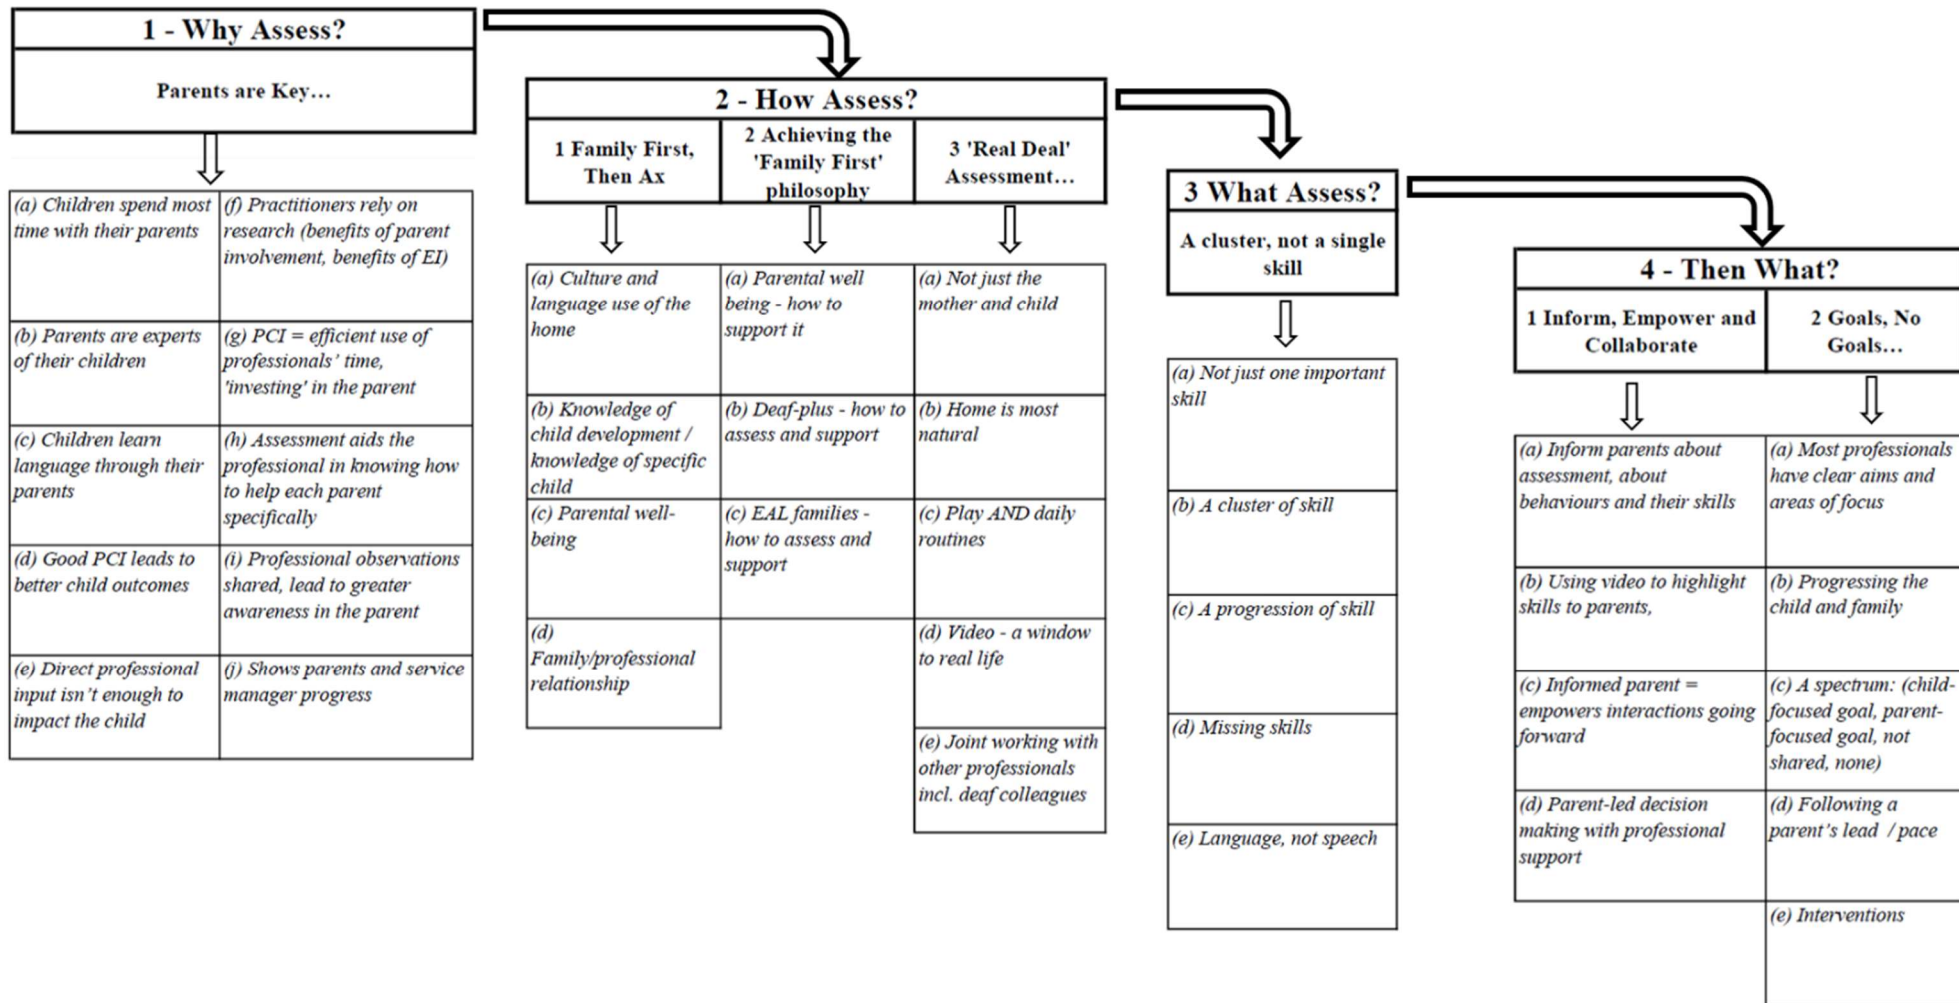 1 - Why Assess?
Parents are Key…
(a) Children spend most
time with their parents
(f) Practitioners rely on
research (benefits of parent
involvement, benefits of EI)
(b) Parents are experts
of their children
(g) PCI = efficient use of
professionals’ time,
'investing' in the parent
(c) Children learn
language through their
parents
(h) Assessment aids the
professional in knowing how
to help each parent
specifically
(d) Good PCI leads to
better child outcomes
(i) Professional observations
shared, lead to greater
awareness in the parent
(e) Direct professional
input isn’t enough to
impact the child
(j) Shows parents and service
manager progress
2 - How Assess?
1 Family First,
Then Ax
2 Achieving the
'Family First'
philosophy
3 'Real Deal'
Assessment…
(a) Culture and
language use of the
home
(a) Parental well
being - how to
support it
(a) Not just the
mother and child
(b) Knowledge of
child development /
knowledge of specific
child
(b) Deaf-plus - how to
assess and support
(b) Home is most
natural
(c) Parental well-
being
(c) EAL families -
how to assess and
support
(c) Play AND daily
routines
(d)
Family/professional
relationship
(d) Video - a window
to real life
(e) Joint working with
other professionals
incl. deaf colleagues
3 What Assess?
A cluster, not a single
skill
(a) Not just one important
skill
(b) A cluster of skill
(c) A progression of skill
(d) Missing skills
(e) Language, not speech
4 - Then What?
1 Inform, Empower and
Collaborate
2 Goals, No
Goals…
(a) Inform parents about
assessment, about
behaviours and their skills
(a) Most professionals
have clear aims and
areas of focus
(b) Using video to highlight
skills to parents,
(b) Progressing the
child and family
(c) Informed parent =
empowers interactions going
forward
(c) A spectrum: (child-
focused goal, parent-
focused goal, not
shared, none)
(d) Parent-led decision
making with professional
support
(d) Following a
parent’s lead / pace
(e) Interventions